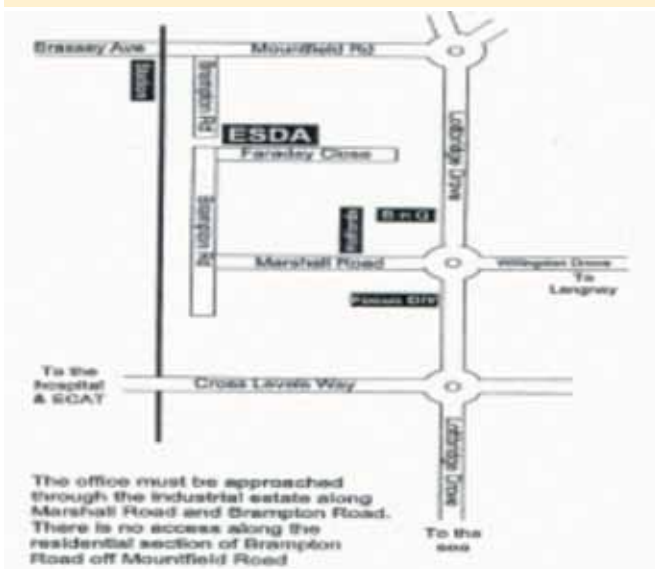 Brassey Ave
Mountfield Rd
Station
Brampton Rd
Lottbridge Drove
ESDA
Faraday Close
Brampton Rd
B n Q
Marshall Road
Willingdon Drove
To
Langney
Focus DIY
To the
hospital
& ECAT
Cross Levels Way
Lottbridge Drove
The office must be approached
through the industrial estate along
Marshall Road and Brampton Road.
There is no access along the
residential section of Brampton
Road off Mountfield Road
To the
sea